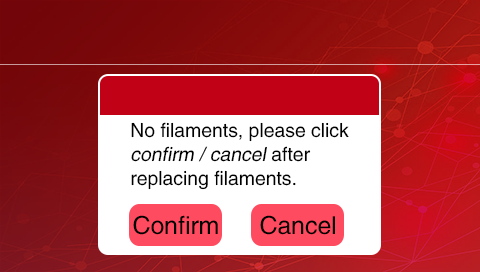 No filaments, please click
confirm / cancel after
replacing filaments.
Confirm Cancel